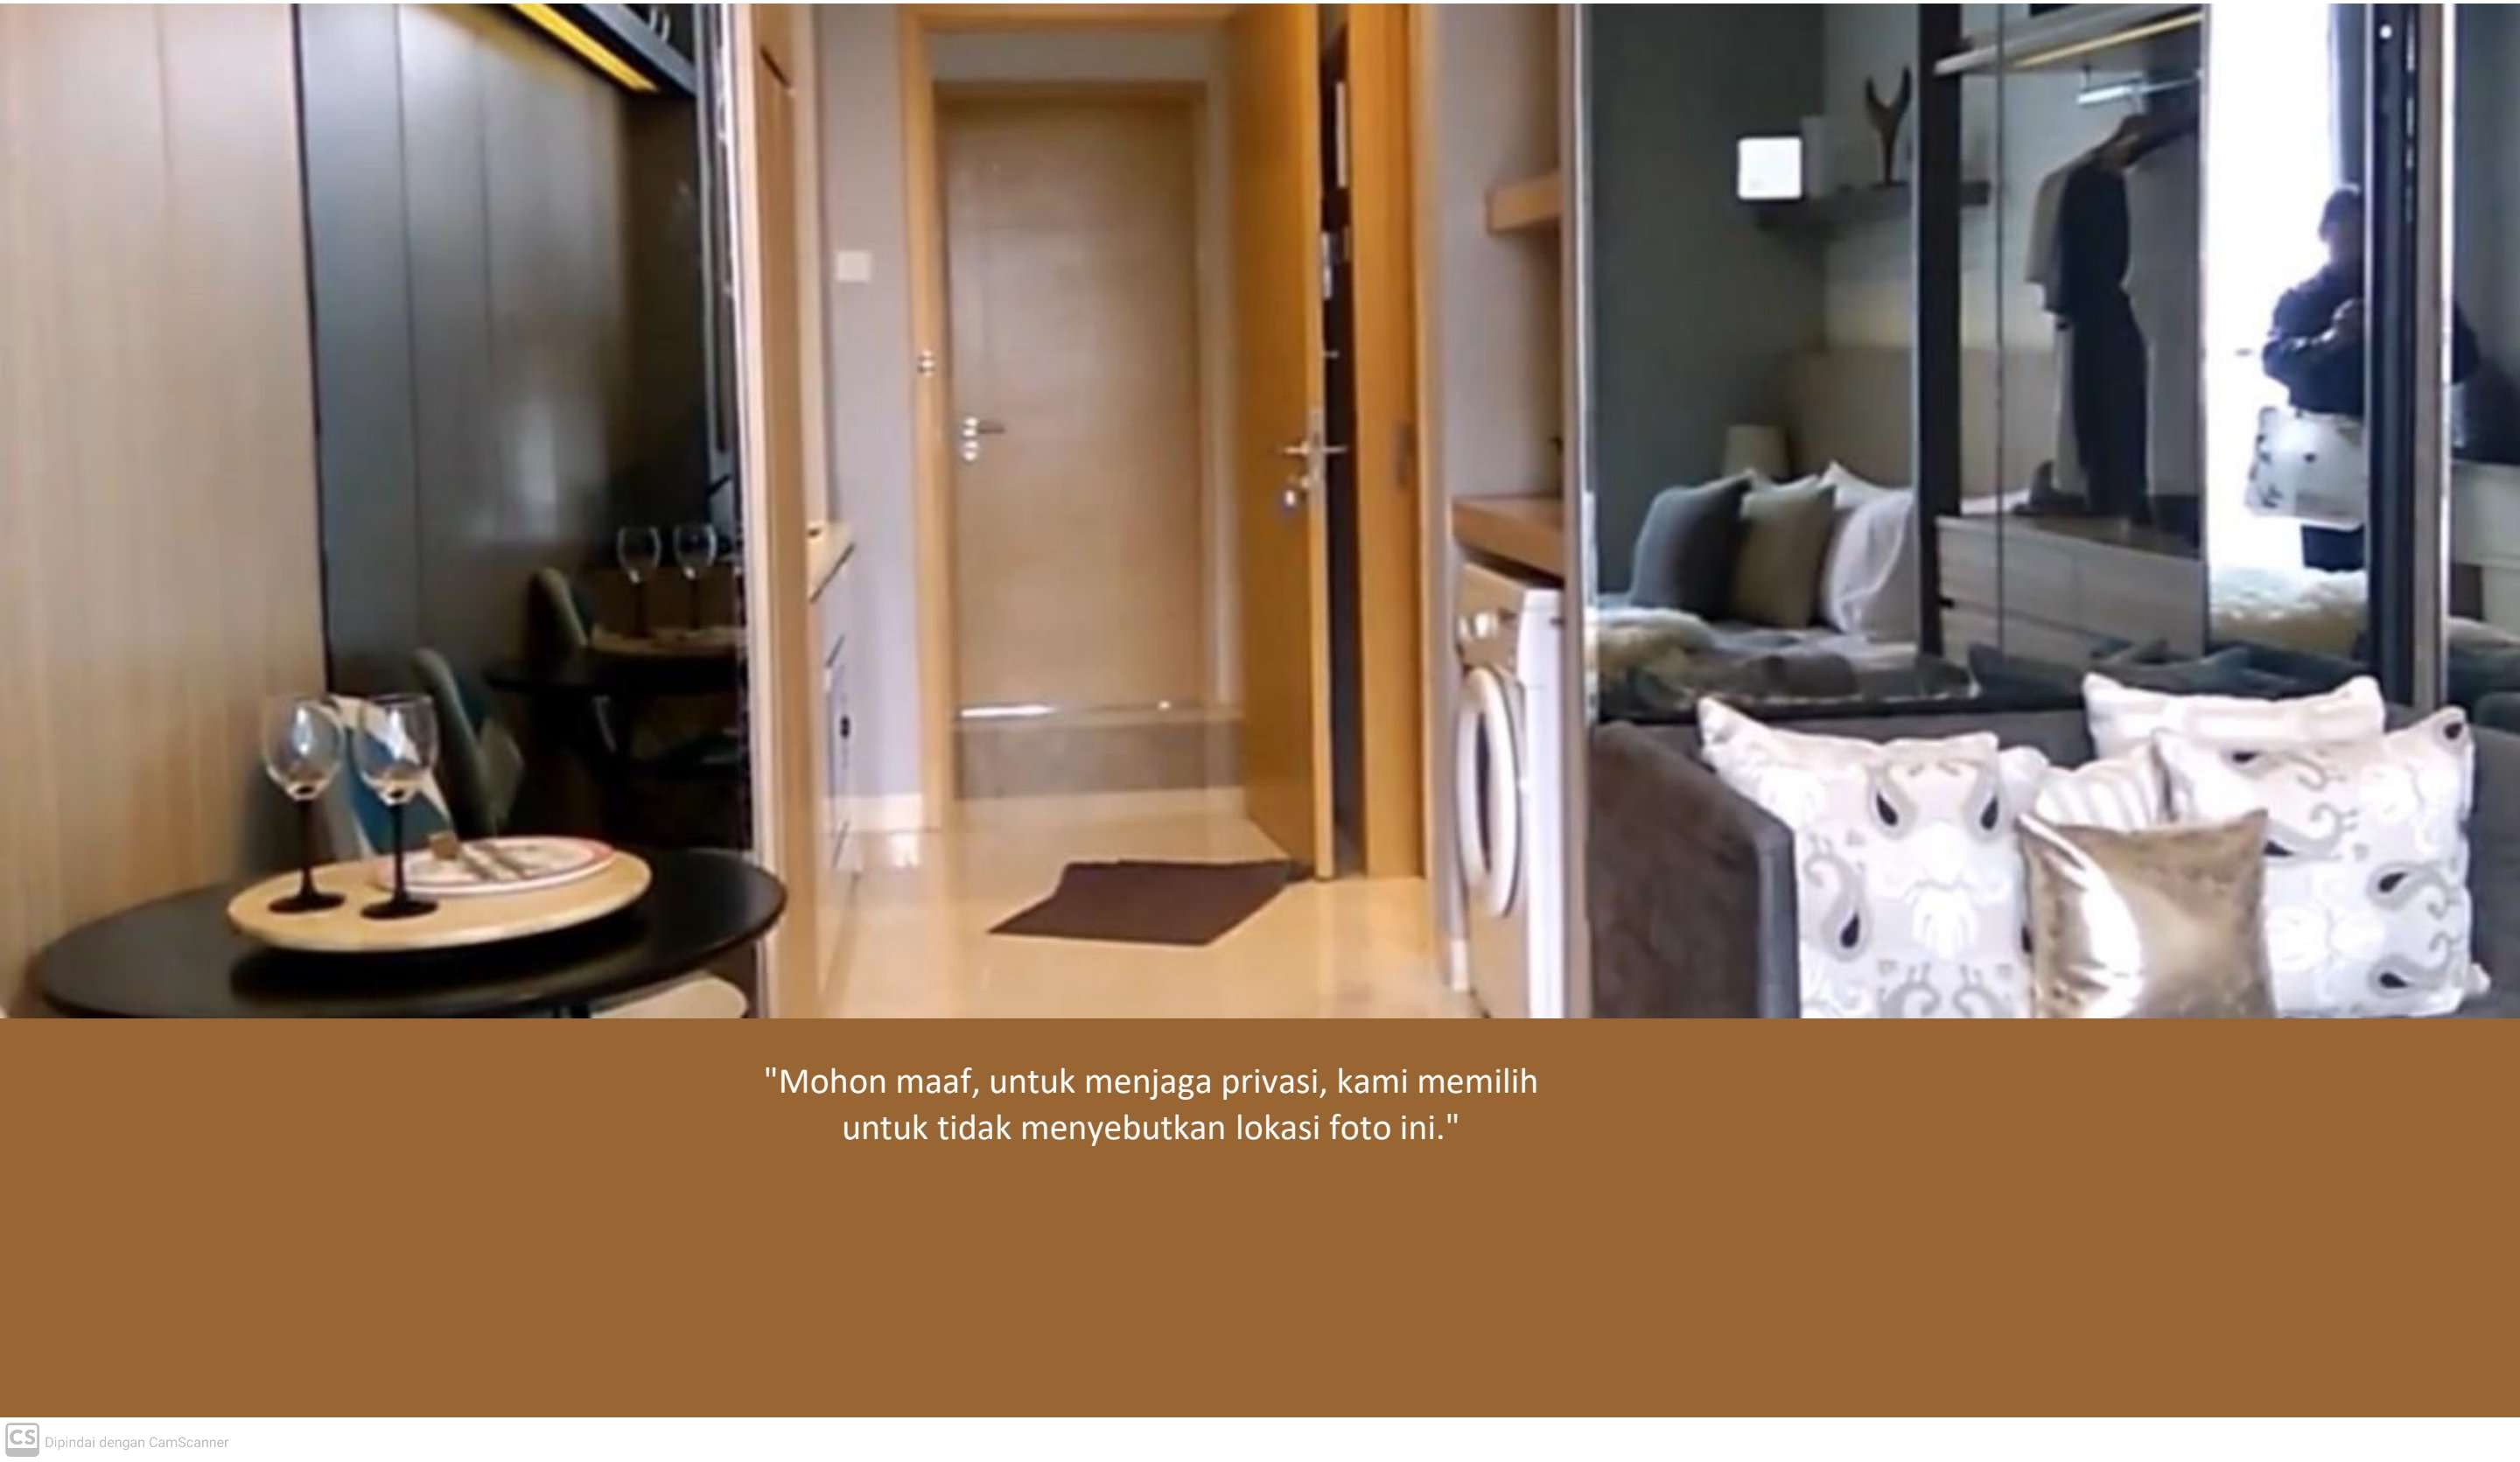 "Mohon maaf, untuk menjaga privasi, kami memilih
untuk tidak menyebutkan lokasi foto ini."
CS Dipindai dengan CamScanner